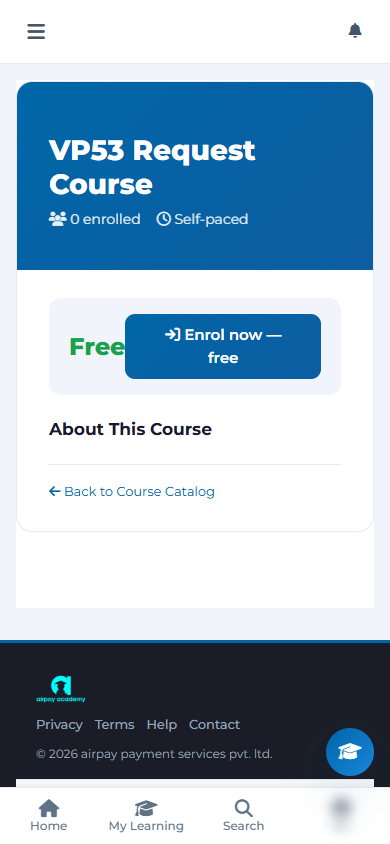 VP53 Request
Course
0 enrolled Self-paced
Free
Enrol now —
free
About This Course
Back to Course Catalog
airpay academy
Privacy Terms Help Contact
© 2026 airpay payment services pvt. ltd.
Home My Learning Search